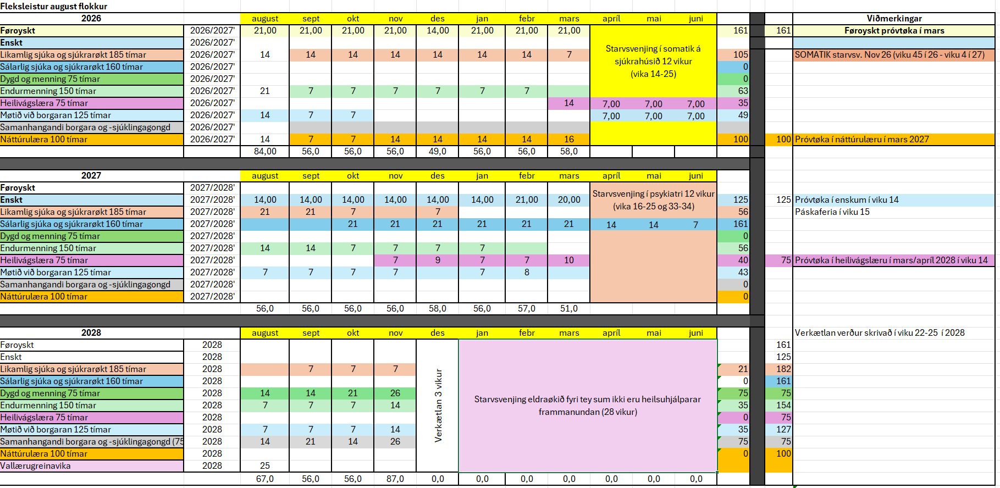 Fleksleistur august flokkur
2026 august sept okt nov des jan febr mars apríl mai juni Viðmerkingar
Føroyskt 2026/2027' 21,00 21,00 21,00 21,00 14,00 21,00 21,00 21,00 161 161 Føroyskt próvtøka í mars
Enskt 2026/2027'
Starvsvenjing í somatik á
sjúkrahúsið 12 vikur
(vika 14-25)
Likamlig sjúka og sjúkrarøkt 185 tímar 2026/2027' 14 14 14 14 14 14 14 7 105 SOMATIK starvsv. Nov 26 (viku 45 í 26 - viku 4 í 27)
Sálarlig sjúka og sjúkrarøkt 160 tímar 2026/2027' 0
Dygd og menning 75 tímar 2026/2027' 0
Endurmenning 150 tímar 2026/2027' 21 7 7 7 7 7 7 63
Heilivágslæra 75 tímar 2026/2027' 14 7,00 7,00 7,00 35
Møtið við borgaran 125 tímar 2026/2027' 14 7 7 7,00 7,00 7,00 49
Samanhangandi borgara og -sjúklingagongd 2026/2027'
Náttúrulæra 100 tímar 2026/2027' 14 7 7 14 14 14 14 16 100 100 Próvtøka í náttúrulæru í mars 2027
84,00 56,0 56,0 56,0 49,0 56,0 56,0 58,0
2027 august sept okt nov des jan febr mars apríl mai juni
Føroyskt 2027/2028'
Starvsvenjing í psykiatri 12 vikur
(vika 16-25 og 33-34)
Enskt 2027/2028' 14,00 14,00 14,00 14,00 14,00 14,00 21,00 20,00 125 125 Próvtøka í enskum í viku 14
Likamlig sjúka og sjúkrarøkt 185 tímar 2027/2028' 21 21 7 7 56 Páskaferia í viku 15
Sálarlig sjúka og sjúkrarøkt 160 tímar 2027/2028' 21 21 21 21 21 21 14 14 7 161
Dygd og menning 75 tímar 2027/2028' 0
Endurmenning 150 tímar 2027/2028' 14 14 7 7 7 7 56
Heilivágslæra 75 tímar 2027/2028' 7 9 7 7 10 40 75 Próvtøka í heilivágslæru í mars/apríl 2028 í viku 14
Møtið við borgaran 125 tímar 2027/2028' 7 7 7 7 7 8 43
Samanhangandi borgara og -sjúklingagongd 2027/2028' 0
Náttúrulæra 100 tímar 2027/2028' 0
56,0 56,0 56,0 56,0 58,0 56,0 57,0 51,0
2028 august sept okt nov des jan febr mars apríl mai juni Verkætlan verður skrivað í viku 22-25 í 2028
Føroyskt 2028 161
Enskt 2028 125
Likamlig sjúka og sjúkrarøkt 185 tímar 2028 7 7 7 21 182
Sálarlig sjúka og sjúkrarøkt 160 tímar 2028 0 161
Verkætlan 3 vikur
Starvsvenjing eldraøkið fyri tey sum ikki eru heilsuhjálparar
frammanundan (28 vikur)
Dygd og menning 75 tímar 2028 14 14 21 26 75 75
Endurmenning 150 tímar 2028 7 7 7 14 35 154
Heilivágslæra 75 tímar 2028 0 75
Møtið við borgaran 125 tímar 2028 7 7 7 14 35 127
Samanhangandi borgara og -sjúklingagongd (75 2028 14 21 14 26 75 75
Náttúrulæra 100 tímar 2028 0 100
Vallærugreinavika 2028 25
67,0 56,0 56,0 87,0 0,0 0,0 0,0 0,0 0,0 0,0 0,0